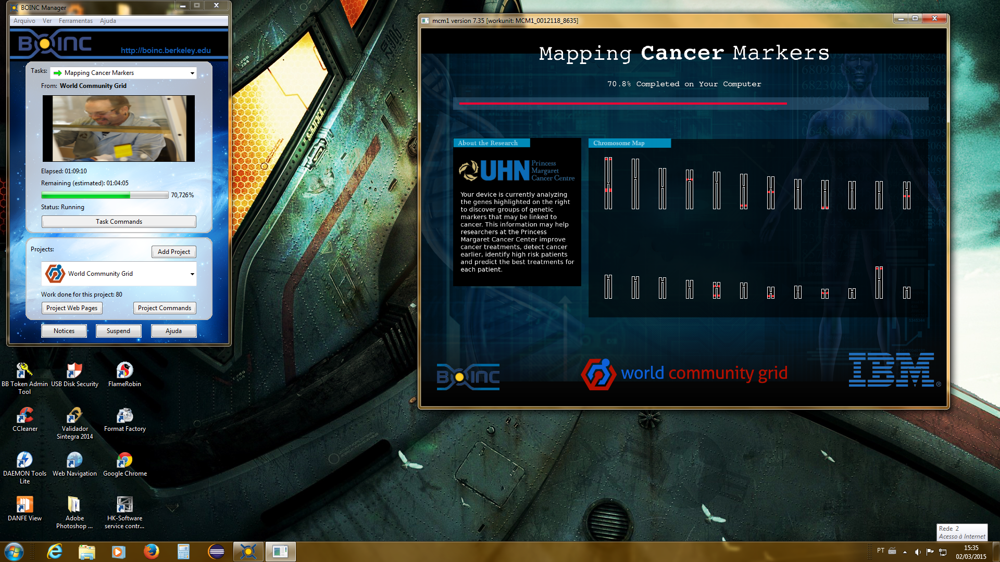 BOINC Manager
Arquivo Ver Ferramentas Ajuda
BOINC
http://boinc.berkeley.edu
Tasks: Mapping Cancer Markers
From: World Community Grid
Elapsed: 01:09:10
Remaining (estimated): 01:04:05
70,726%
Status: Running
Task Commands
Projects:
Add Project
World Community Grid
Work done for this project: 80
Project Web Pages
Project Commands
Notices
Suspend
Ajuda
mcm1 version 7.35 [workunit: MCM1_0012118_8635]
Mapping Cancer Markers
70.8% Completed on Your Computer
About the Research
UHN Princess
Margaret
Cancer Centre
Your device is currently analyzing
the genes highlighted on the right
to discover groups of genetic
markers that may be linked to
cancer. This information may help
researchers at the Princess
Margaret Cancer Center improve
cancer treatments, detect cancer
earlier, identify high risk patients
and predict the best treatments for
each patient.
Chromosome Map
BOINC
world community grid
IBM®
BB Token Admin
Tool
USB Disk Security
FlameRobin
CCleaner
Validador
Sintegra 2014
Format Factory
DAEMON Tools
Lite
Web Navigation
Google Chrome
DANFE View
Adobe
Photoshop ...
HK-Software
service contr...
Rede 2
Acesso à Internet
PT
15:35
02/03/2015